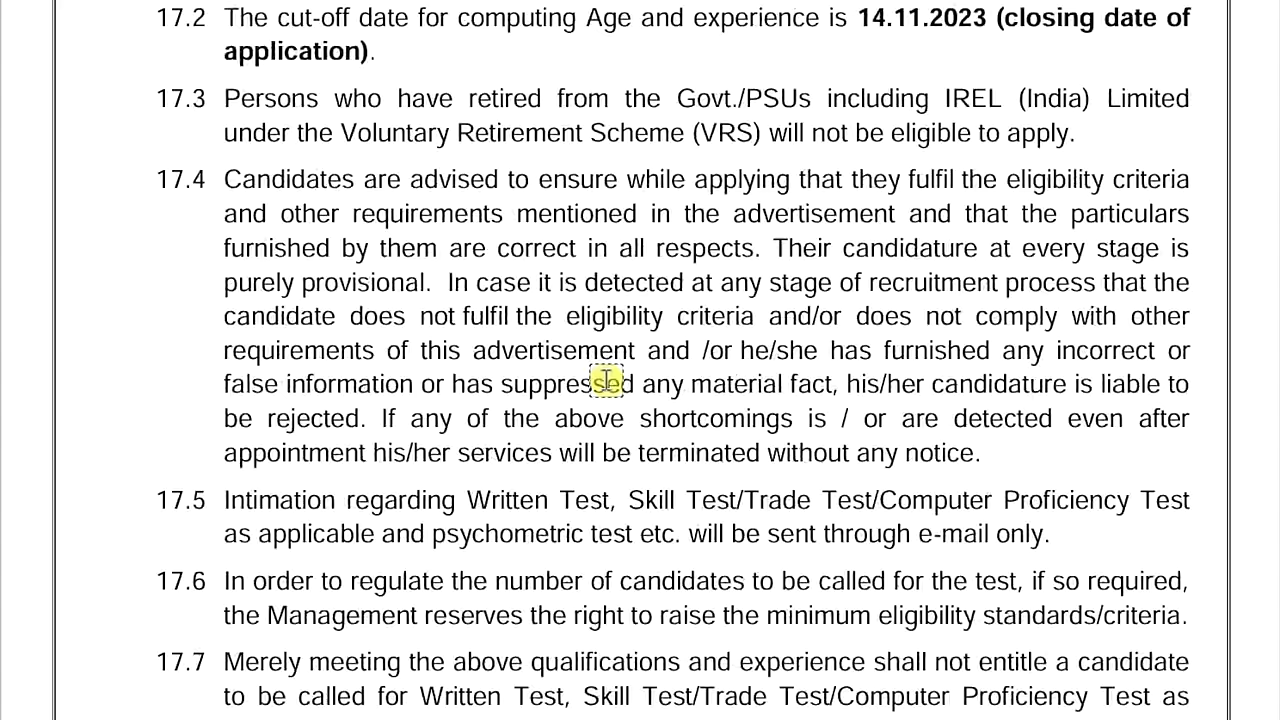 17.2 The cut-off date for computing Age and experience is 14.11.2023 (closing date of
application).
17.3 Persons who have retired from the Govt./PSUs including IREL (India) Limited
under the Voluntary Retirement Scheme (VRS) will not be eligible to apply.
17.4 Candidates are advised to ensure while applying that they fulfil the eligibility criteria
and other requirements mentioned in the advertisement and that the particulars
furnished by them are correct in all respects. Their candidature at every stage is
purely provisional. In case it is detected at any stage of recruitment process that the
candidate does not fulfil the eligibility criteria and/or does not comply with other
requirements of this advertisement and /or he/she has furnished any incorrect or
false information or has suppressed any material fact, his/her candidature is liable to
be rejected. If any of the above shortcomings is / or are detected even after
appointment his/her services will be terminated without any notice.
17.5 Intimation regarding Written Test, Skill Test/Trade Test/Computer Proficiency Test
as applicable and psychometric test etc. will be sent through e-mail only.
17.6 In order to regulate the number of candidates to be called for the test, if so required,
the Management reserves the right to raise the minimum eligibility standards/criteria.
17.7 Merely meeting the above qualifications and experience shall not entitle a candidate
to be called for Written Test, Skill Test/Trade Test/Computer Proficiency Test as